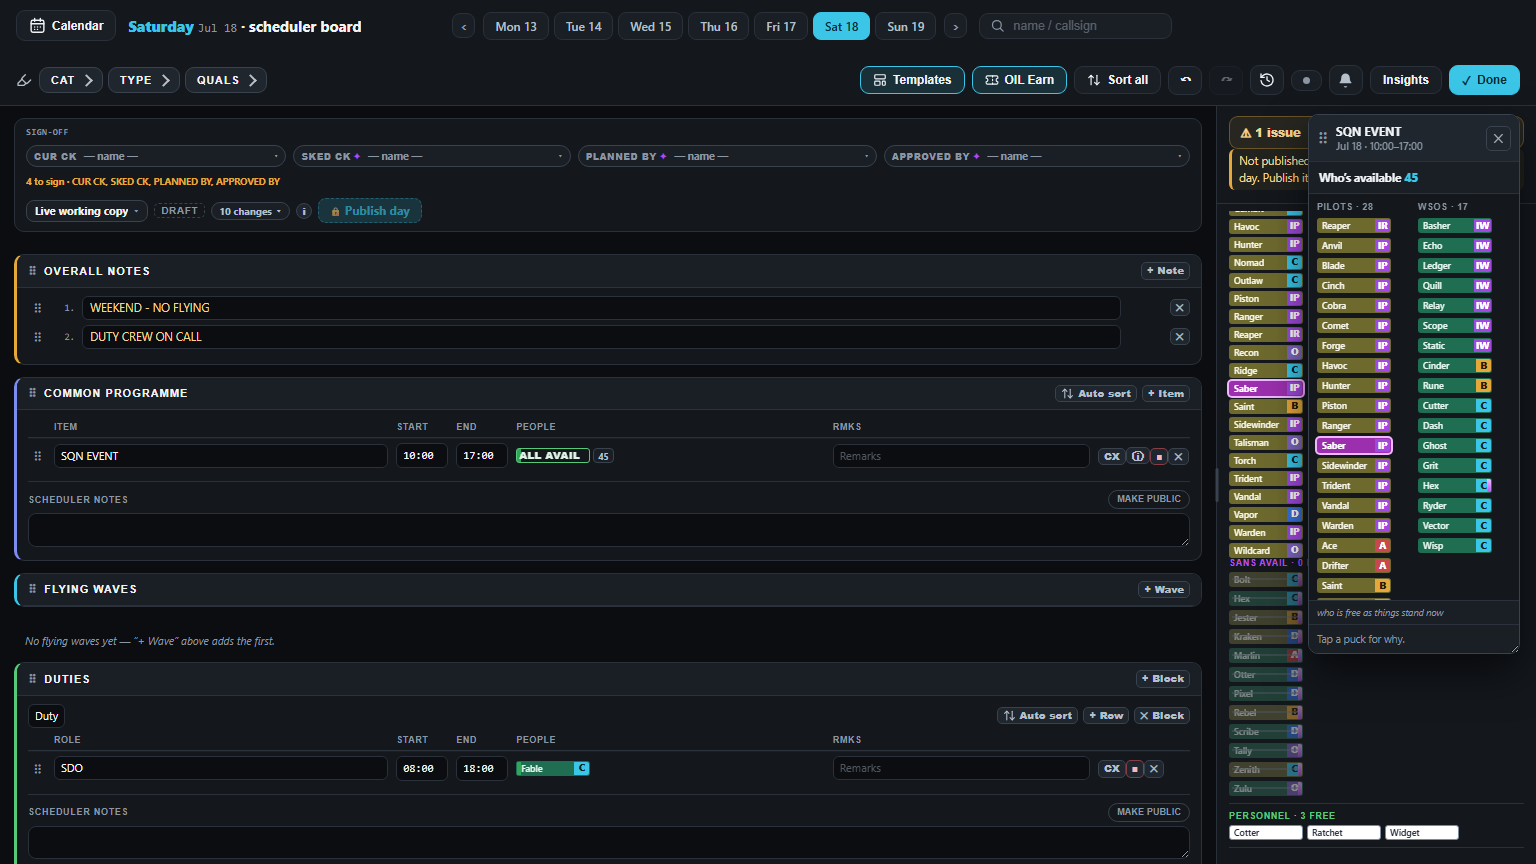 Calendar
Saturday Jul 18 · scheduler board
‹ Mon 13 Tue 14 Wed 15 Thu 16 Fri 17 Sat 18 Sun 19 ›
name / callsign
CAT TYPE QUALS
Templates OIL Earn Sort all Insights ✓ Done
SIGN-OFF
CUR CK — name —
SKED CK ✦ — name —
PLANNED BY ✦ — name —
APPROVED BY ✦ — name —
4 to sign · CUR CK, SKED CK, PLANNED BY, APPROVED BY
Live working copy DRAFT 10 changes i Publish day
OVERALL NOTES
+ Note
1. WEEKEND - NO FLYING
2. DUTY CREW ON CALL
COMMON PROGRAMME
Auto sort + Item
ITEM START END PEOPLE RMKS
SQN EVENT 10:00 17:00 ALL AVAIL 45 Remarks CX
SCHEDULER NOTES MAKE PUBLIC
FLYING WAVES
+ Wave
No flying waves yet — "+ Wave" above adds the first.
DUTIES
+ Block
Duty
Auto sort + Row ✕ Block
ROLE START END PEOPLE RMKS
SDO 08:00 18:00 Fable C Remarks CX
SCHEDULER NOTES MAKE PUBLIC
⚠ 1 issue
Not published
day. Publish it
Havoc IP
Hunter IP
Nomad C
Outlaw C
Piston IP
Ranger IP
Reaper IR
Recon O
Ridge C
Saber IP
Saint B
Sidewinder IP
Talisman O
Torch C
Trident IP
Vandal IP
Vapor D
Warden IP
Wildcard O
SANS AVAIL · 0
Bolt C
Hex C
Jester B
Kraken D
Marlin A
Otter D
Pixel D
Rebel B
Scribe D
Tally O
Zenith C
Zulu O
PERSONNEL · 3 FREE
Cotter Ratchet Widget
SQN EVENT
Jul 18 · 10:00–17:00
Who's available 45
PILOTS · 28
Reaper IR
Anvil IP
Blade IP
Cinch IP
Cobra IP
Comet IP
Forge IP
Havoc IP
Hunter IP
Piston IP
Ranger IP
Saber IP
Sidewinder IP
Trident IP
Vandal IP
Warden IP
Ace A
Drifter A
Saint B
WSOS · 17
Basher IW
Echo IW
Ledger IW
Quill IW
Relay IW
Scope IW
Static IW
Cinder B
Rune B
Cutter C
Dash C
Ghost C
Grit C
Hex C
Ryder C
Vector C
Wisp C
who is free as things stand now
Tap a puck for why.